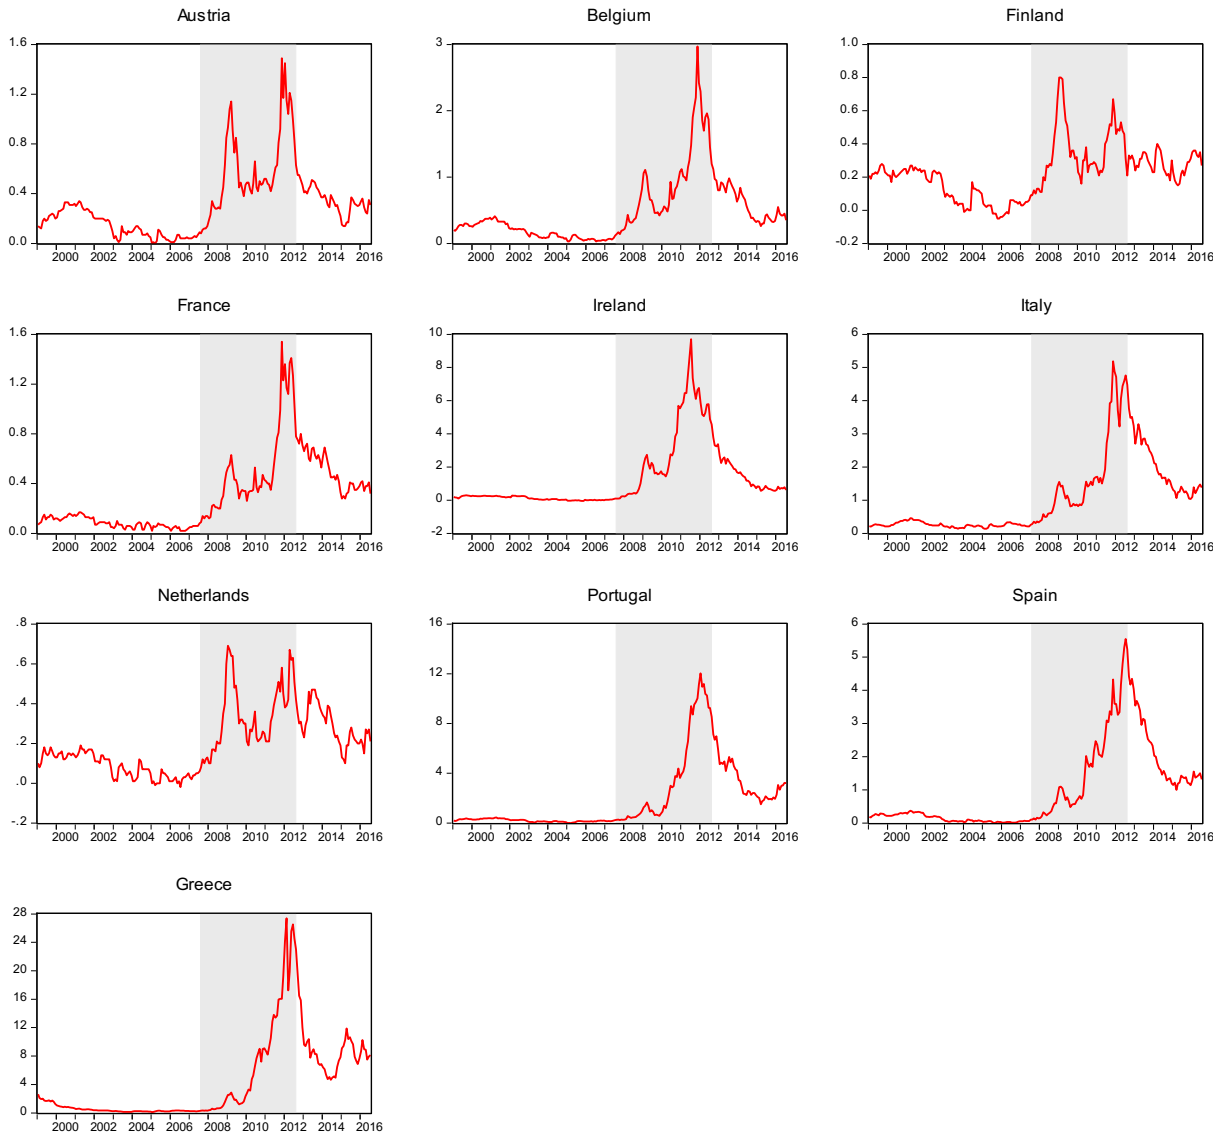 Austria Belgium Finland
1.6 3 1.0
0.8
1.2
2 0.6
0.8 0.4
1 0.2
0.4
0.0
0.0 0 -0.2
2000 2002 2004 2006 2008 2010 2012 2014 2016 2000 2002 2004 2006 2008 2010 2012 2014 2016 2000 2002 2004 2006 2008 2010 2012 2014 2016
France Ireland Italy
1.6 10 6
8 5
1.2
6 4
0.8 4 3
2 2
0.4
0 1
0.0 -2 0
2000 2002 2004 2006 2008 2010 2012 2014 2016 2000 2002 2004 2006 2008 2010 2012 2014 2016 2000 2002 2004 2006 2008 2010 2012 2014 2016
Netherlands Portugal Spain
.8 16 6
.6 5
12
.4 4
8 3
.2
2
4
.0 1
-.2 0 0
2000 2002 2004 2006 2008 2010 2012 2014 2016 2000 2002 2004 2006 2008 2010 2012 2014 2016 2000 2002 2004 2006 2008 2010 2012 2014 2016
Greece
28
24
20
16
12
8
4
0
2000 2002 2004 2006 2008 2010 2012 2014 2016